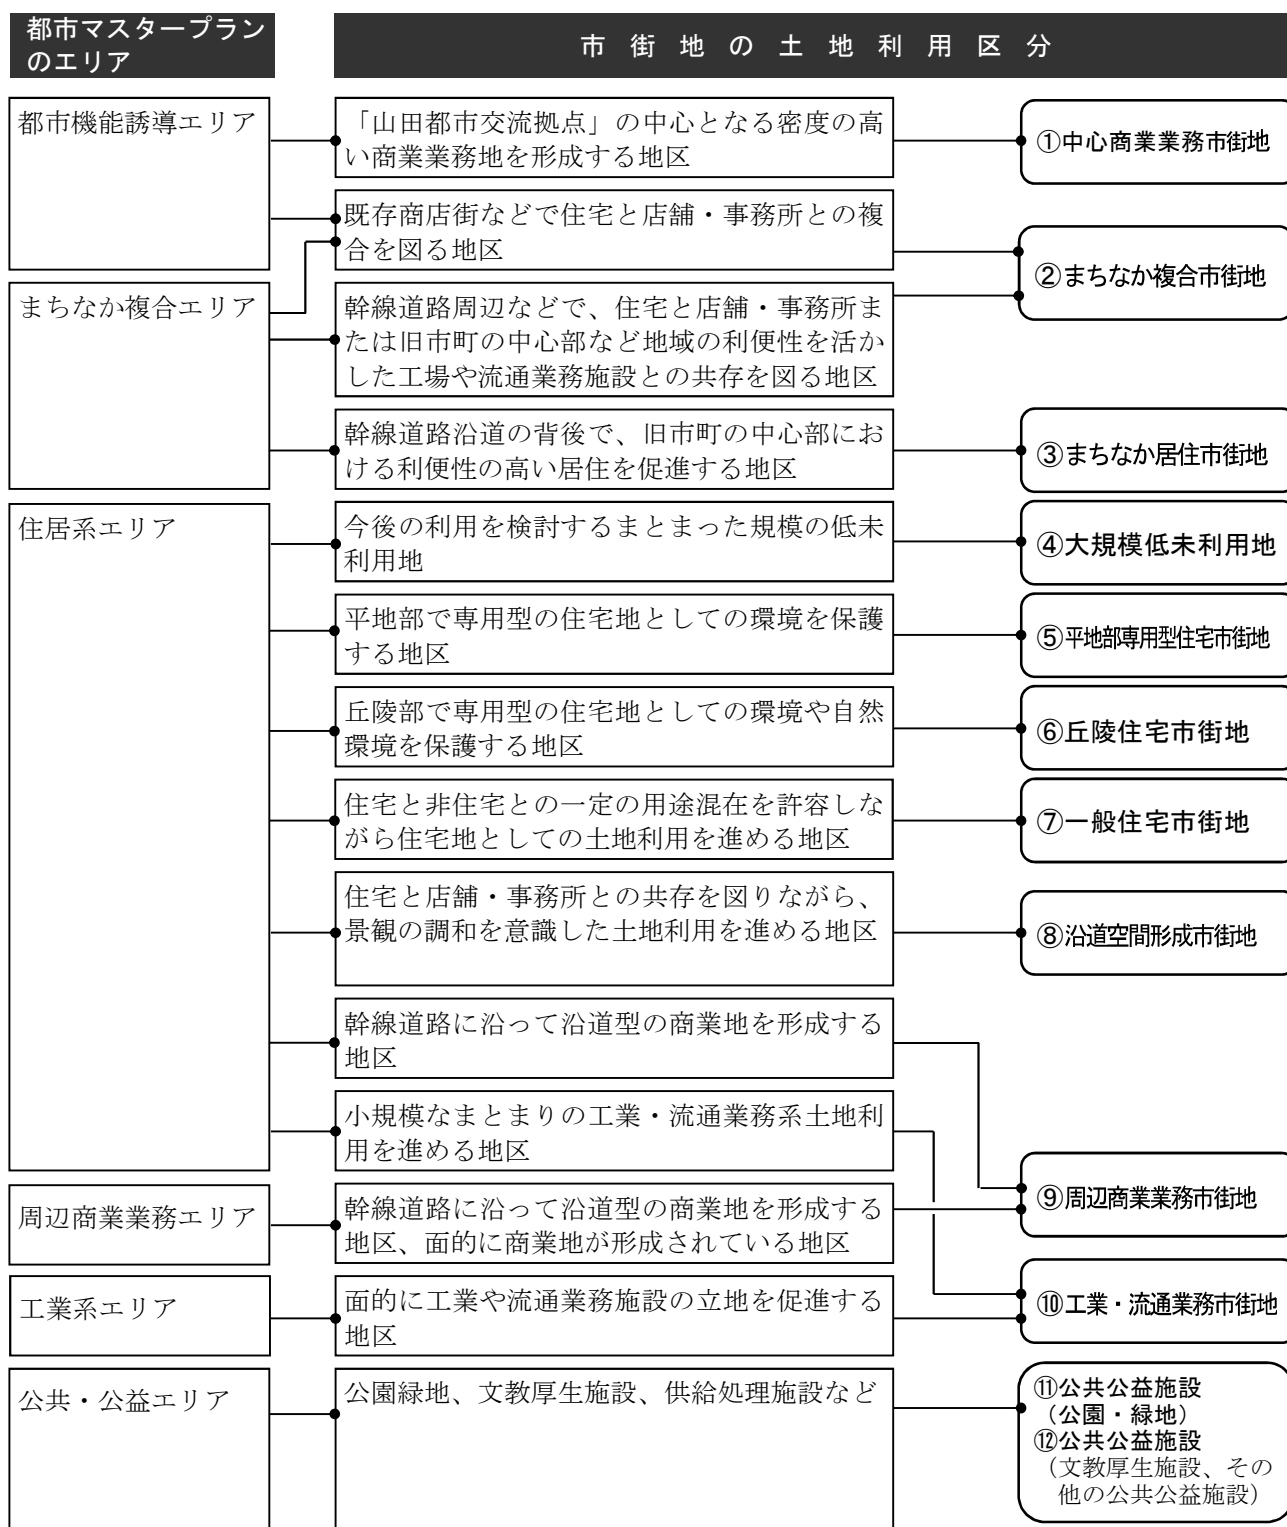 都市マスタープラン
のエリア
市街地の土地利用区分
都市機能誘導エリア
「山田都市交流拠点」の中心となる密度の高
い商業業務地を形成する地区
①中心商業業務市街地
既存商店街などで住宅と店舗・事務所との複
合を図る地区
②まちなか複合市街地
まちなか複合エリア
幹線道路周辺などで、住宅と店舗・事務所ま
たは旧市町の中心部など地域の利便性を活か
した工場や流通業務施設との共存を図る地区
幹線道路沿道の背後で、旧市町の中心部にお
ける利便性の高い居住を促進する地区
③まちなか居住市街地
住居系エリア
今後の利用を検討するまとまった規模の低未
利用地
④大規模低未利用地
平地部で専用型の住宅地としての環境を保護
する地区
⑤平地部専用型住宅市街地
丘陵部で専用型の住宅地としての環境や自然
環境を保護する地区
⑥丘陵住宅市街地
住宅と非住宅との一定の用途混在を許容しな
がら住宅地としての土地利用を進める地区
⑦一般住宅市街地
住宅と店舗・事務所との共存を図りながら、
景観の調和を意識した土地利用を進める地区
⑧沿道空間形成市街地
幹線道路に沿って沿道型の商業地を形成する
地区
小規模なまとまりの工業・流通業務系土地利
用を進める地区
周辺商業業務エリア
幹線道路に沿って沿道型の商業地を形成する
地区、面的に商業地が形成されている地区
⑨周辺商業業務市街地
工業系エリア
面的に工業や流通業務施設の立地を促進する
地区
⑩工業・流通業務市街地
公共・公益エリア
公園緑地、文教厚生施設、供給処理施設など
⑪公共公益施設
（公園・緑地）
⑫公共公益施設
（文教厚生施設、その
他の公共公益施設）